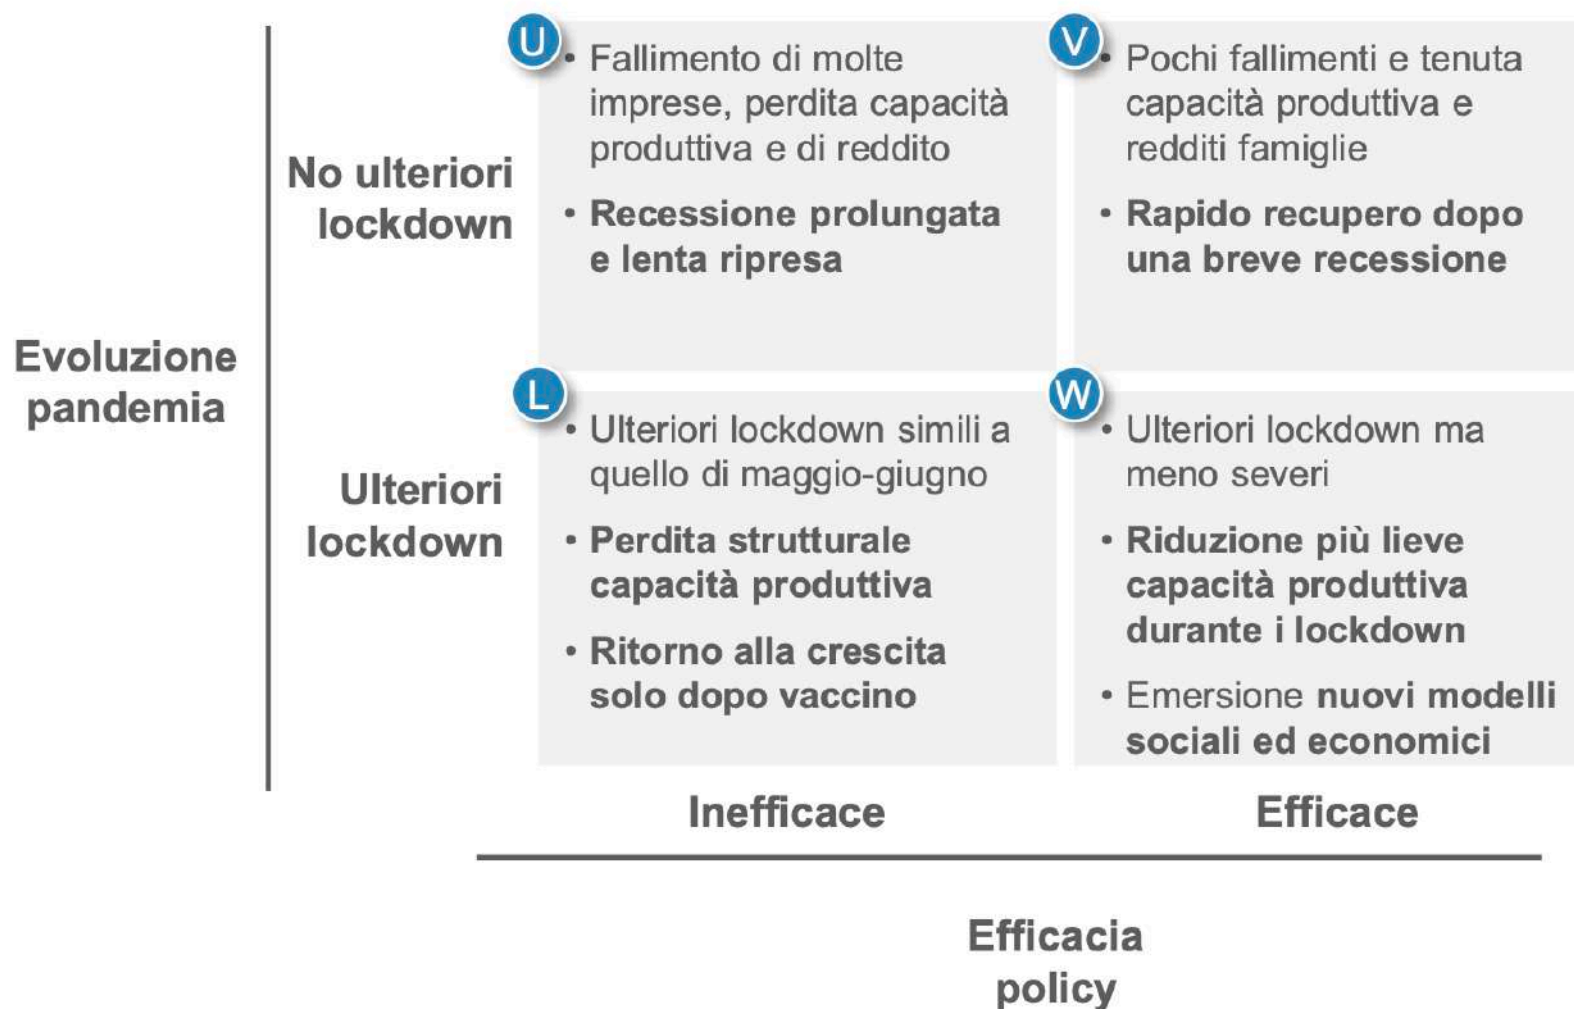 U
• Fallimento di molte
imprese, perdita capacità
produttiva e di reddito
• Recessione prolungata
e lenta ripresa
V
• Pochi fallimenti e tenuta
capacità produttiva e
redditi famiglie
• Rapido recupero dopo
una breve recessione
No ulteriori
lockdown
Evoluzione
pandemia
Ulteriori
lockdown
L
• Ulteriori lockdown simili a
quello di maggio-giugno
• Perdita strutturale
capacità produttiva
• Ritorno alla crescita
solo dopo vaccino
W
• Ulteriori lockdown ma
meno severi
• Riduzione più lieve
capacità produttiva
durante i lockdown
• Emersione nuovi modelli
sociali ed economici
Inefficace
Efficace
Efficacia
policy